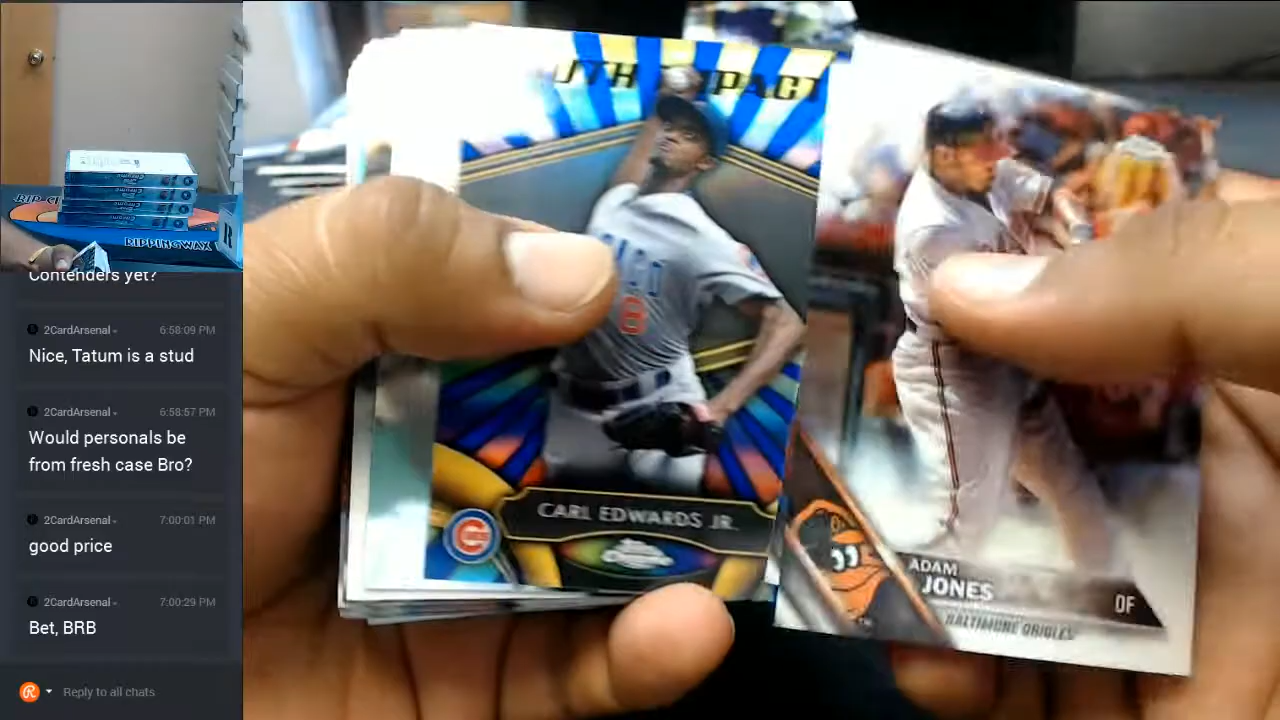 Contenders yet?
2CardArsenal
6:58:09 PM
Nice, Tatum is a stud
2CardArsenal
6:58:57 PM
Would personals be
from fresh case Bro?
2CardArsenal
7:00:01 PM
good price
2CardArsenal
7:00:29 PM
Bet, BRB
Reply to all chats
RIPPINGWAX
R
CARL EDWARDS JR.
Chrome
8
ADAM
JONES
OF
BALTIMORE ORIOLES